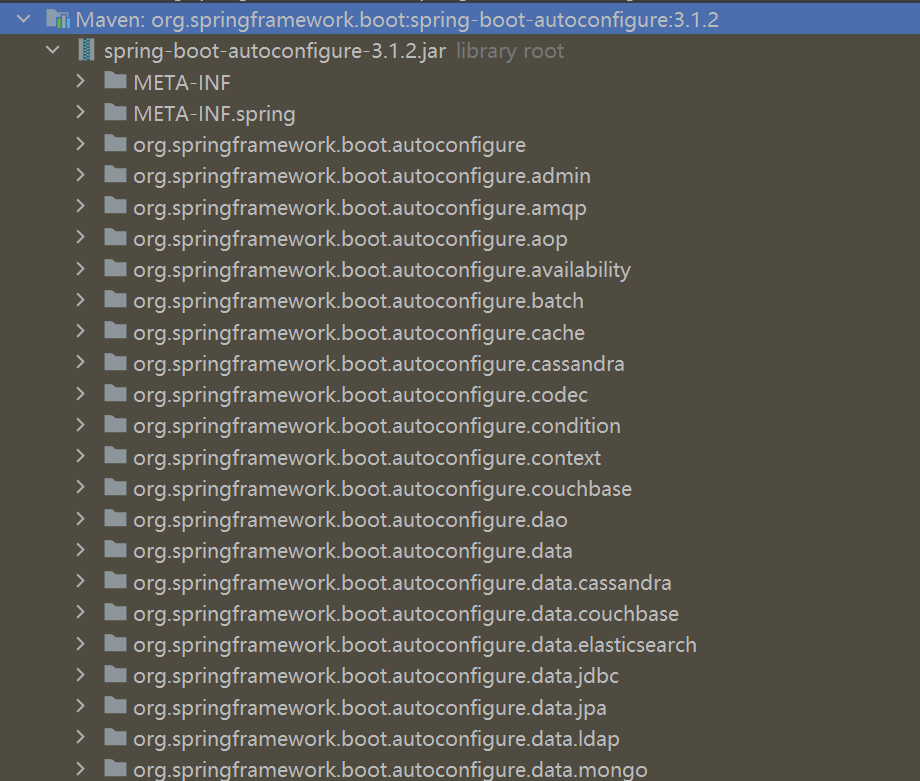 Maven: org.springframework.boot:spring-boot-autoconfigure:3.1.2
spring-boot-autoconfigure-3.1.2.jar library root
META-INF
META-INF.spring
org.springframework.boot.autoconfigure
org.springframework.boot.autoconfigure.admin
org.springframework.boot.autoconfigure.amqp
org.springframework.boot.autoconfigure.aop
org.springframework.boot.autoconfigure.availability
org.springframework.boot.autoconfigure.batch
org.springframework.boot.autoconfigure.cache
org.springframework.boot.autoconfigure.cassandra
org.springframework.boot.autoconfigure.codec
org.springframework.boot.autoconfigure.condition
org.springframework.boot.autoconfigure.context
org.springframework.boot.autoconfigure.couchbase
org.springframework.boot.autoconfigure.dao
org.springframework.boot.autoconfigure.data
org.springframework.boot.autoconfigure.data.cassandra
org.springframework.boot.autoconfigure.data.couchbase
org.springframework.boot.autoconfigure.data.elasticsearch
org.springframework.boot.autoconfigure.data.jdbc
org.springframework.boot.autoconfigure.data.jpa
org.springframework.boot.autoconfigure.data.ldap
org.springframework.boot.autoconfigure.data.mongo